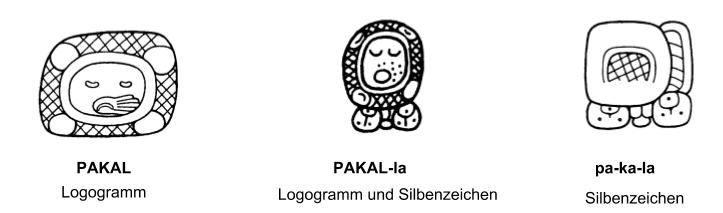 PAKAL
Logogramm
PAKAL-la
Logogramm und Silbenzeichen
pa-ka-la
Silbenzeichen